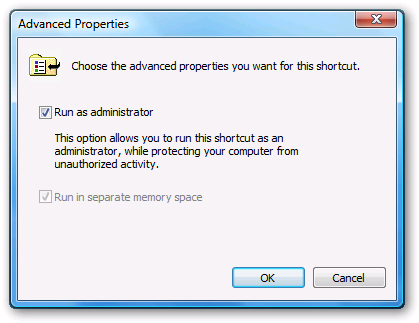 Advanced Properties
Choose the advanced properties you want for this shortcut.
Run as administrator
This option allows you to run this shortcut as an
administrator, while protecting your computer from
unauthorized activity.
Run in separate memory space
OK Cancel